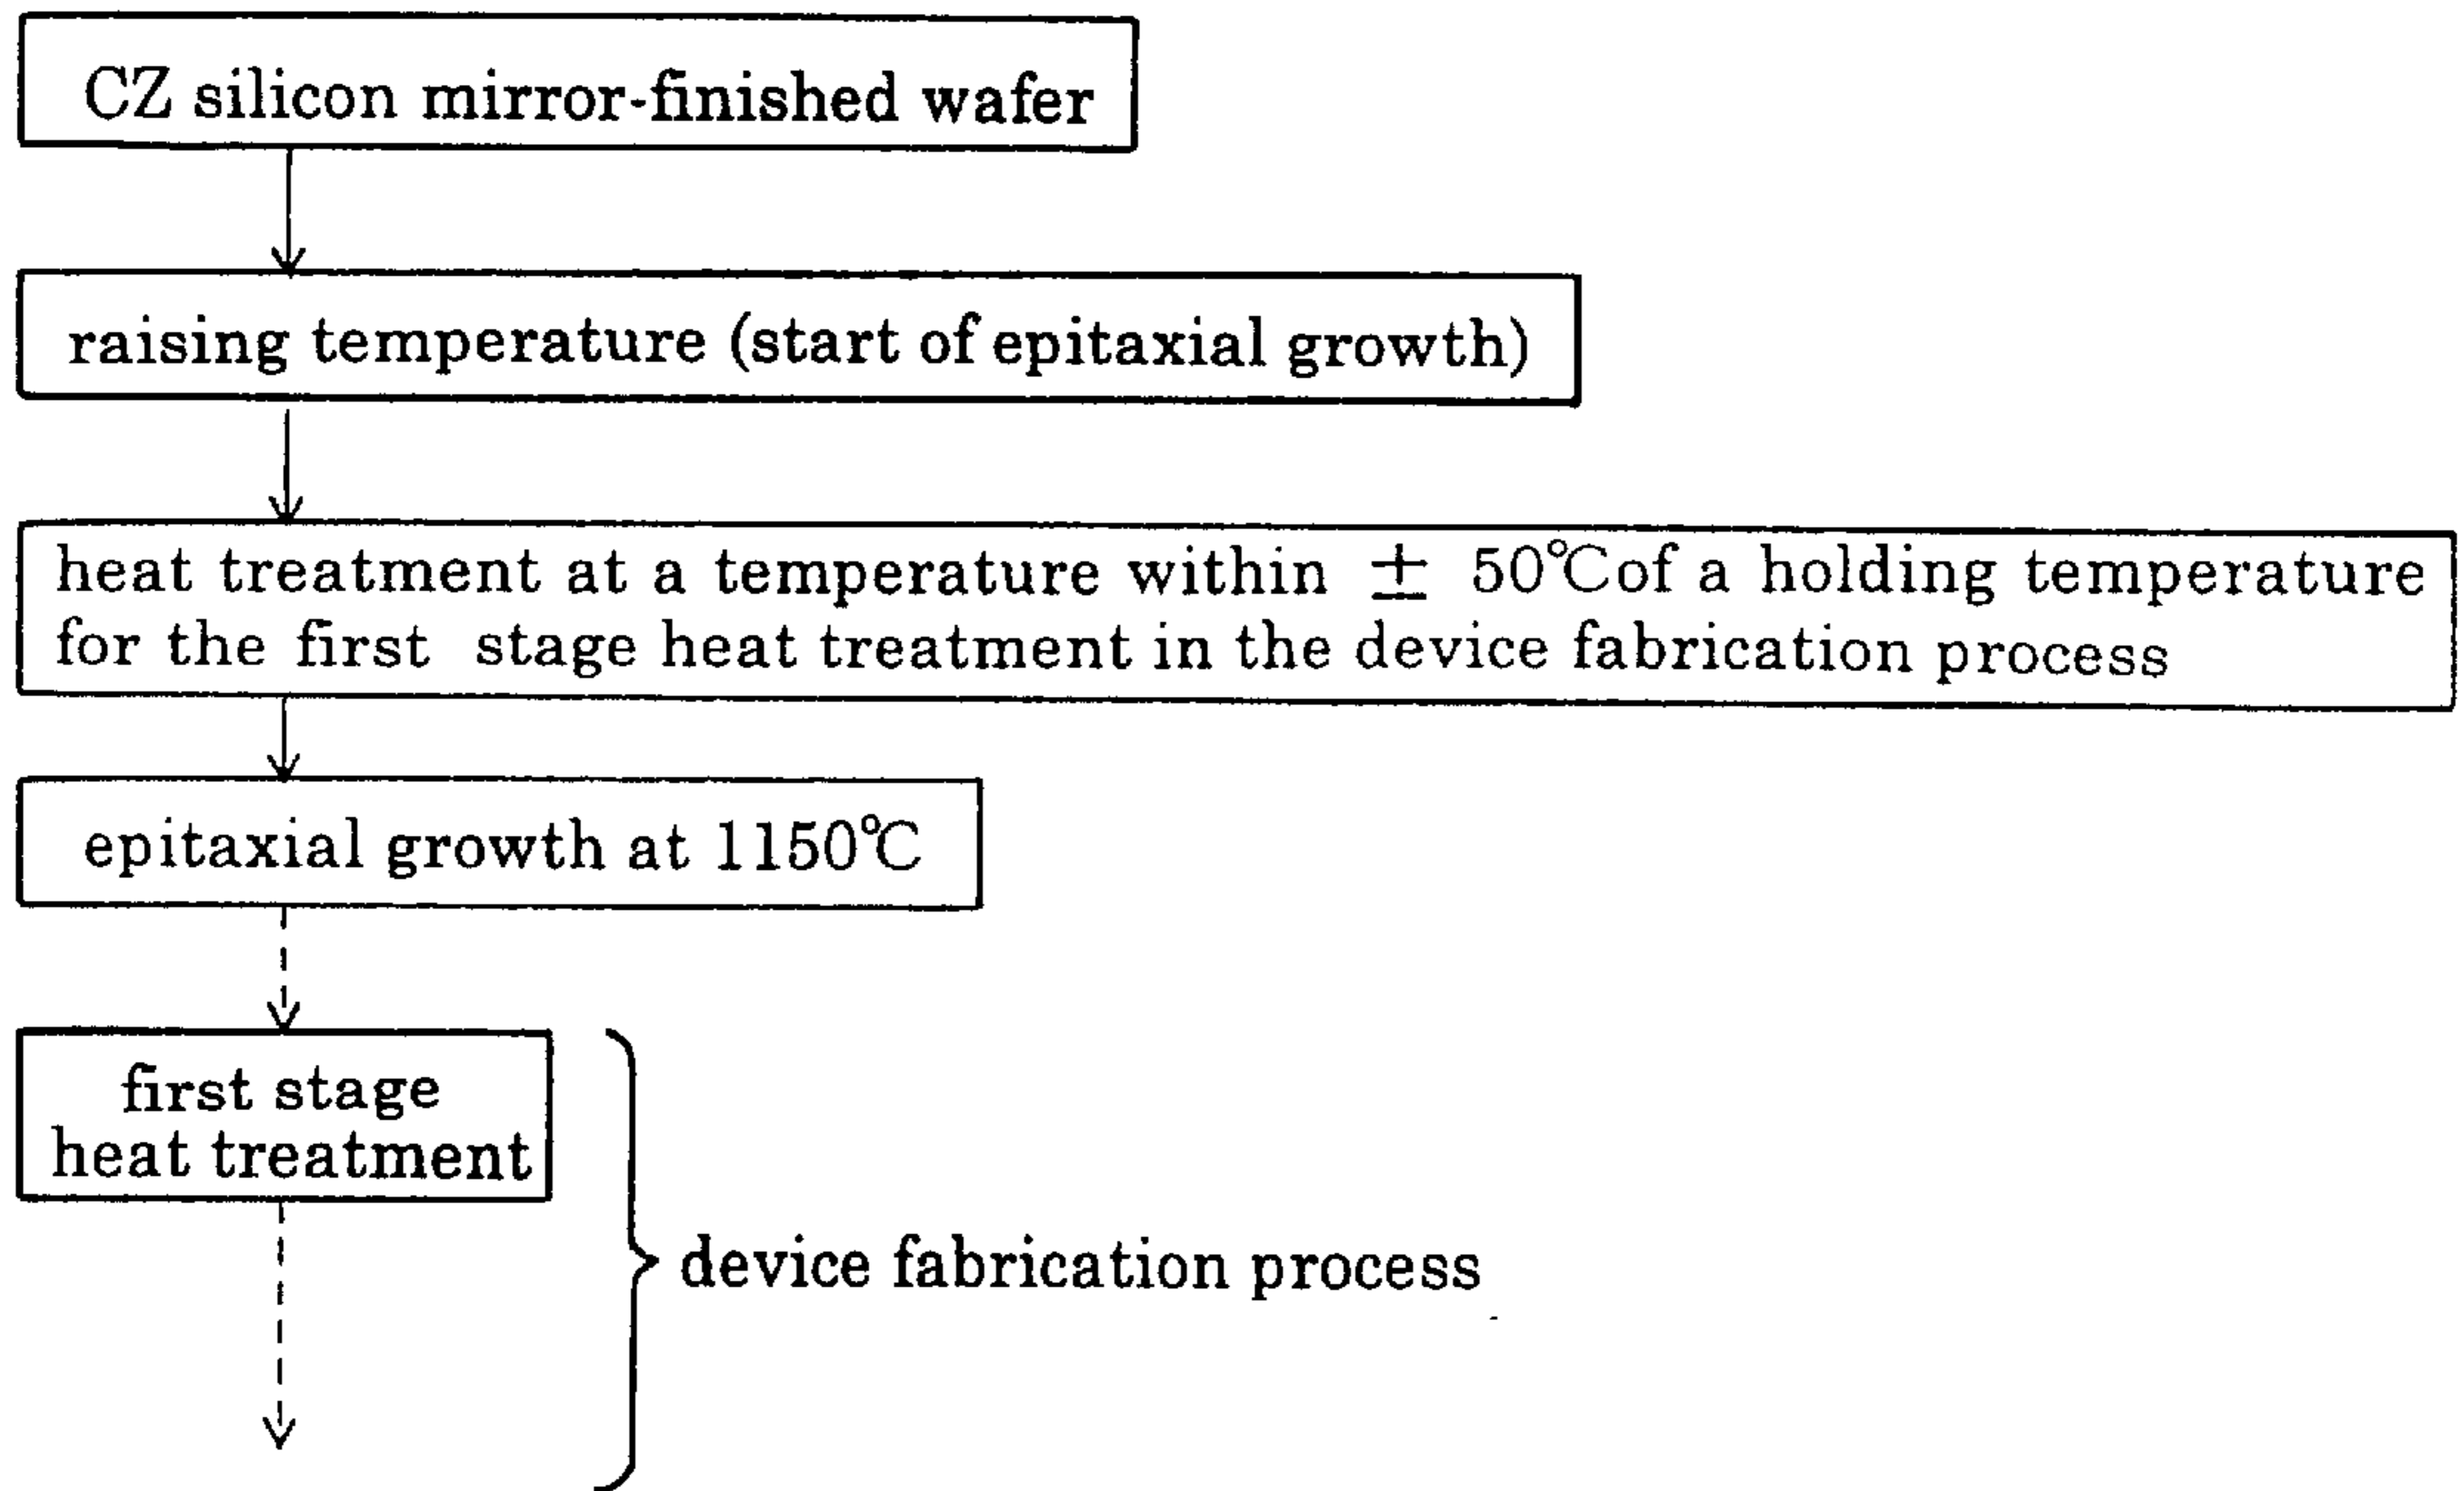 CZ silicon mirror-finished wafer
raising temperature (start of epitaxial growth)
heat treatment at a temperature within ± 50℃of a holding temperature
for the first stage heat treatment in the device fabrication process
epitaxial growth at 1150℃
first stage
heat treatment
device fabrication process